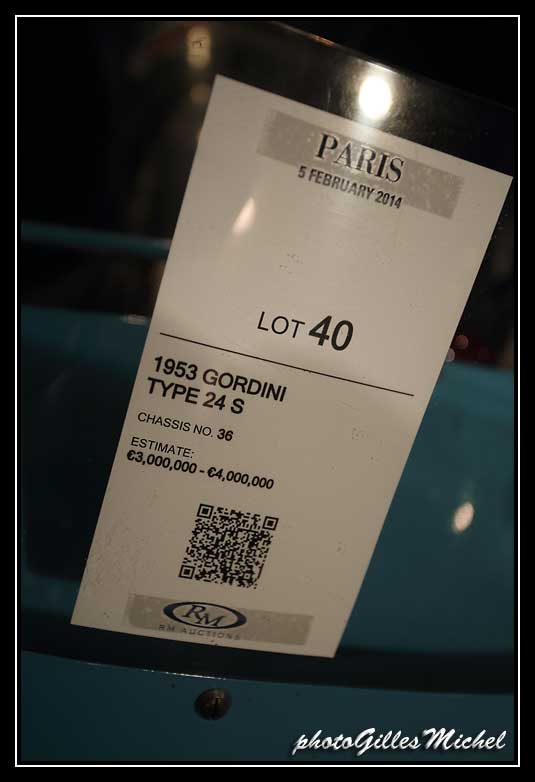 PARIS
5 FEBRUARY 2014
LOT 40
1953 GORDINI
TYPE 24 S
CHASSIS NO. 36
ESTIMATE:
€3,000,000 - €4,000,000
RM
RM AUCTIONS
photoGillesMichel